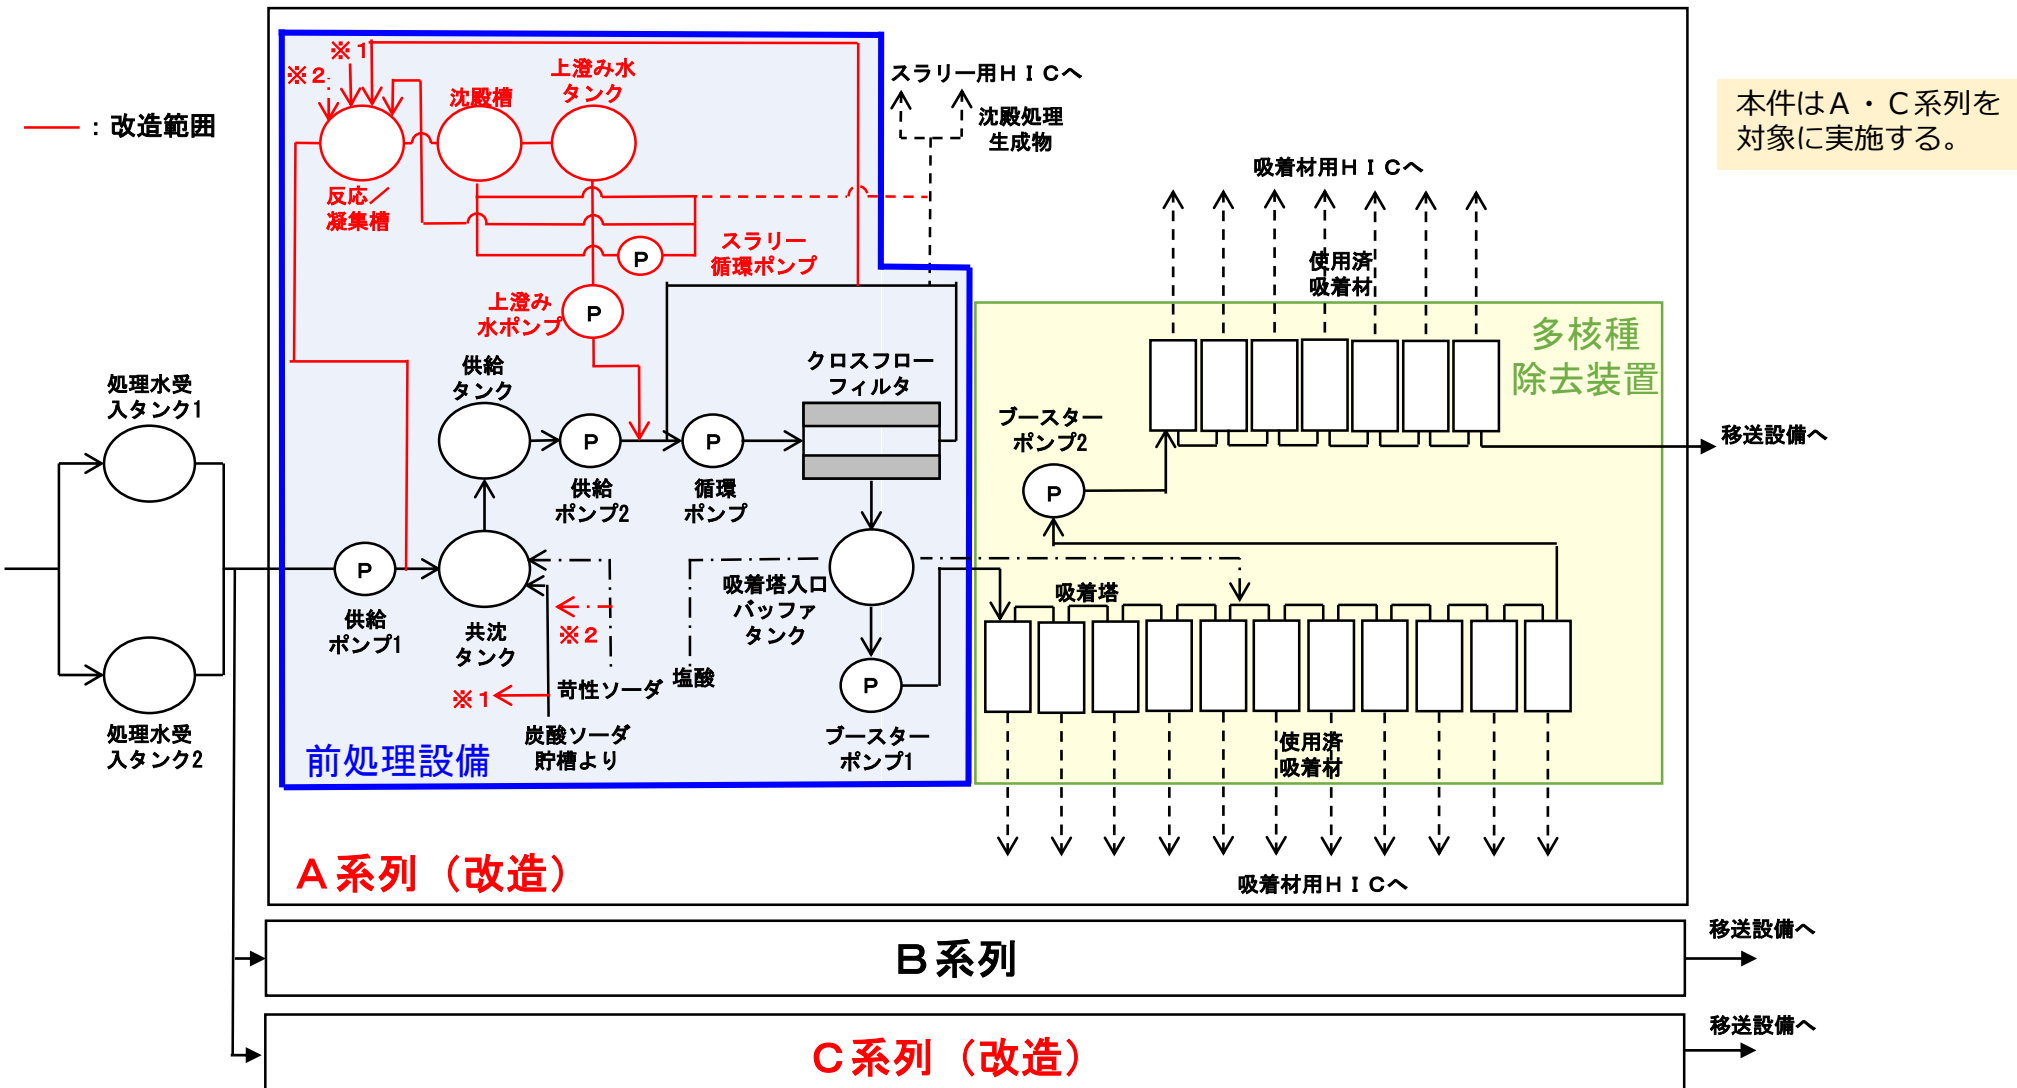 ※1
※2
上澄み水
タンク
沈殿槽
スラリー用ＨＩＣへ
沈殿処理
生成物
本件はＡ・Ｃ系列を
対象に実施する。
：改造範囲
吸着材用ＨＩＣへ
反応／
凝集槽
スラリー
循環ポンプ
P
使用済
吸着材
上澄み
水ポンプ
P
多核種
除去装置
供給
タンク
クロスフロー
フィルタ
処理水受
入タンク1
ブースター
ポンプ2
P
P
移送設備へ
供給
ポンプ2
循環
ポンプ
P
P
吸着塔入口
バッファ
タンク
吸着塔
供給
ポンプ1
共沈
タンク
※2
苛性ソーダ
塩酸
※1
P
炭酸ソーダ
貯槽より
ブースター
ポンプ1
処理水受
入タンク2
前処理設備
使用済
吸着材
Ａ系列（改造）
吸着材用ＨＩＣへ
Ｂ系列
移送設備へ
Ｃ系列（改造）
移送設備へ